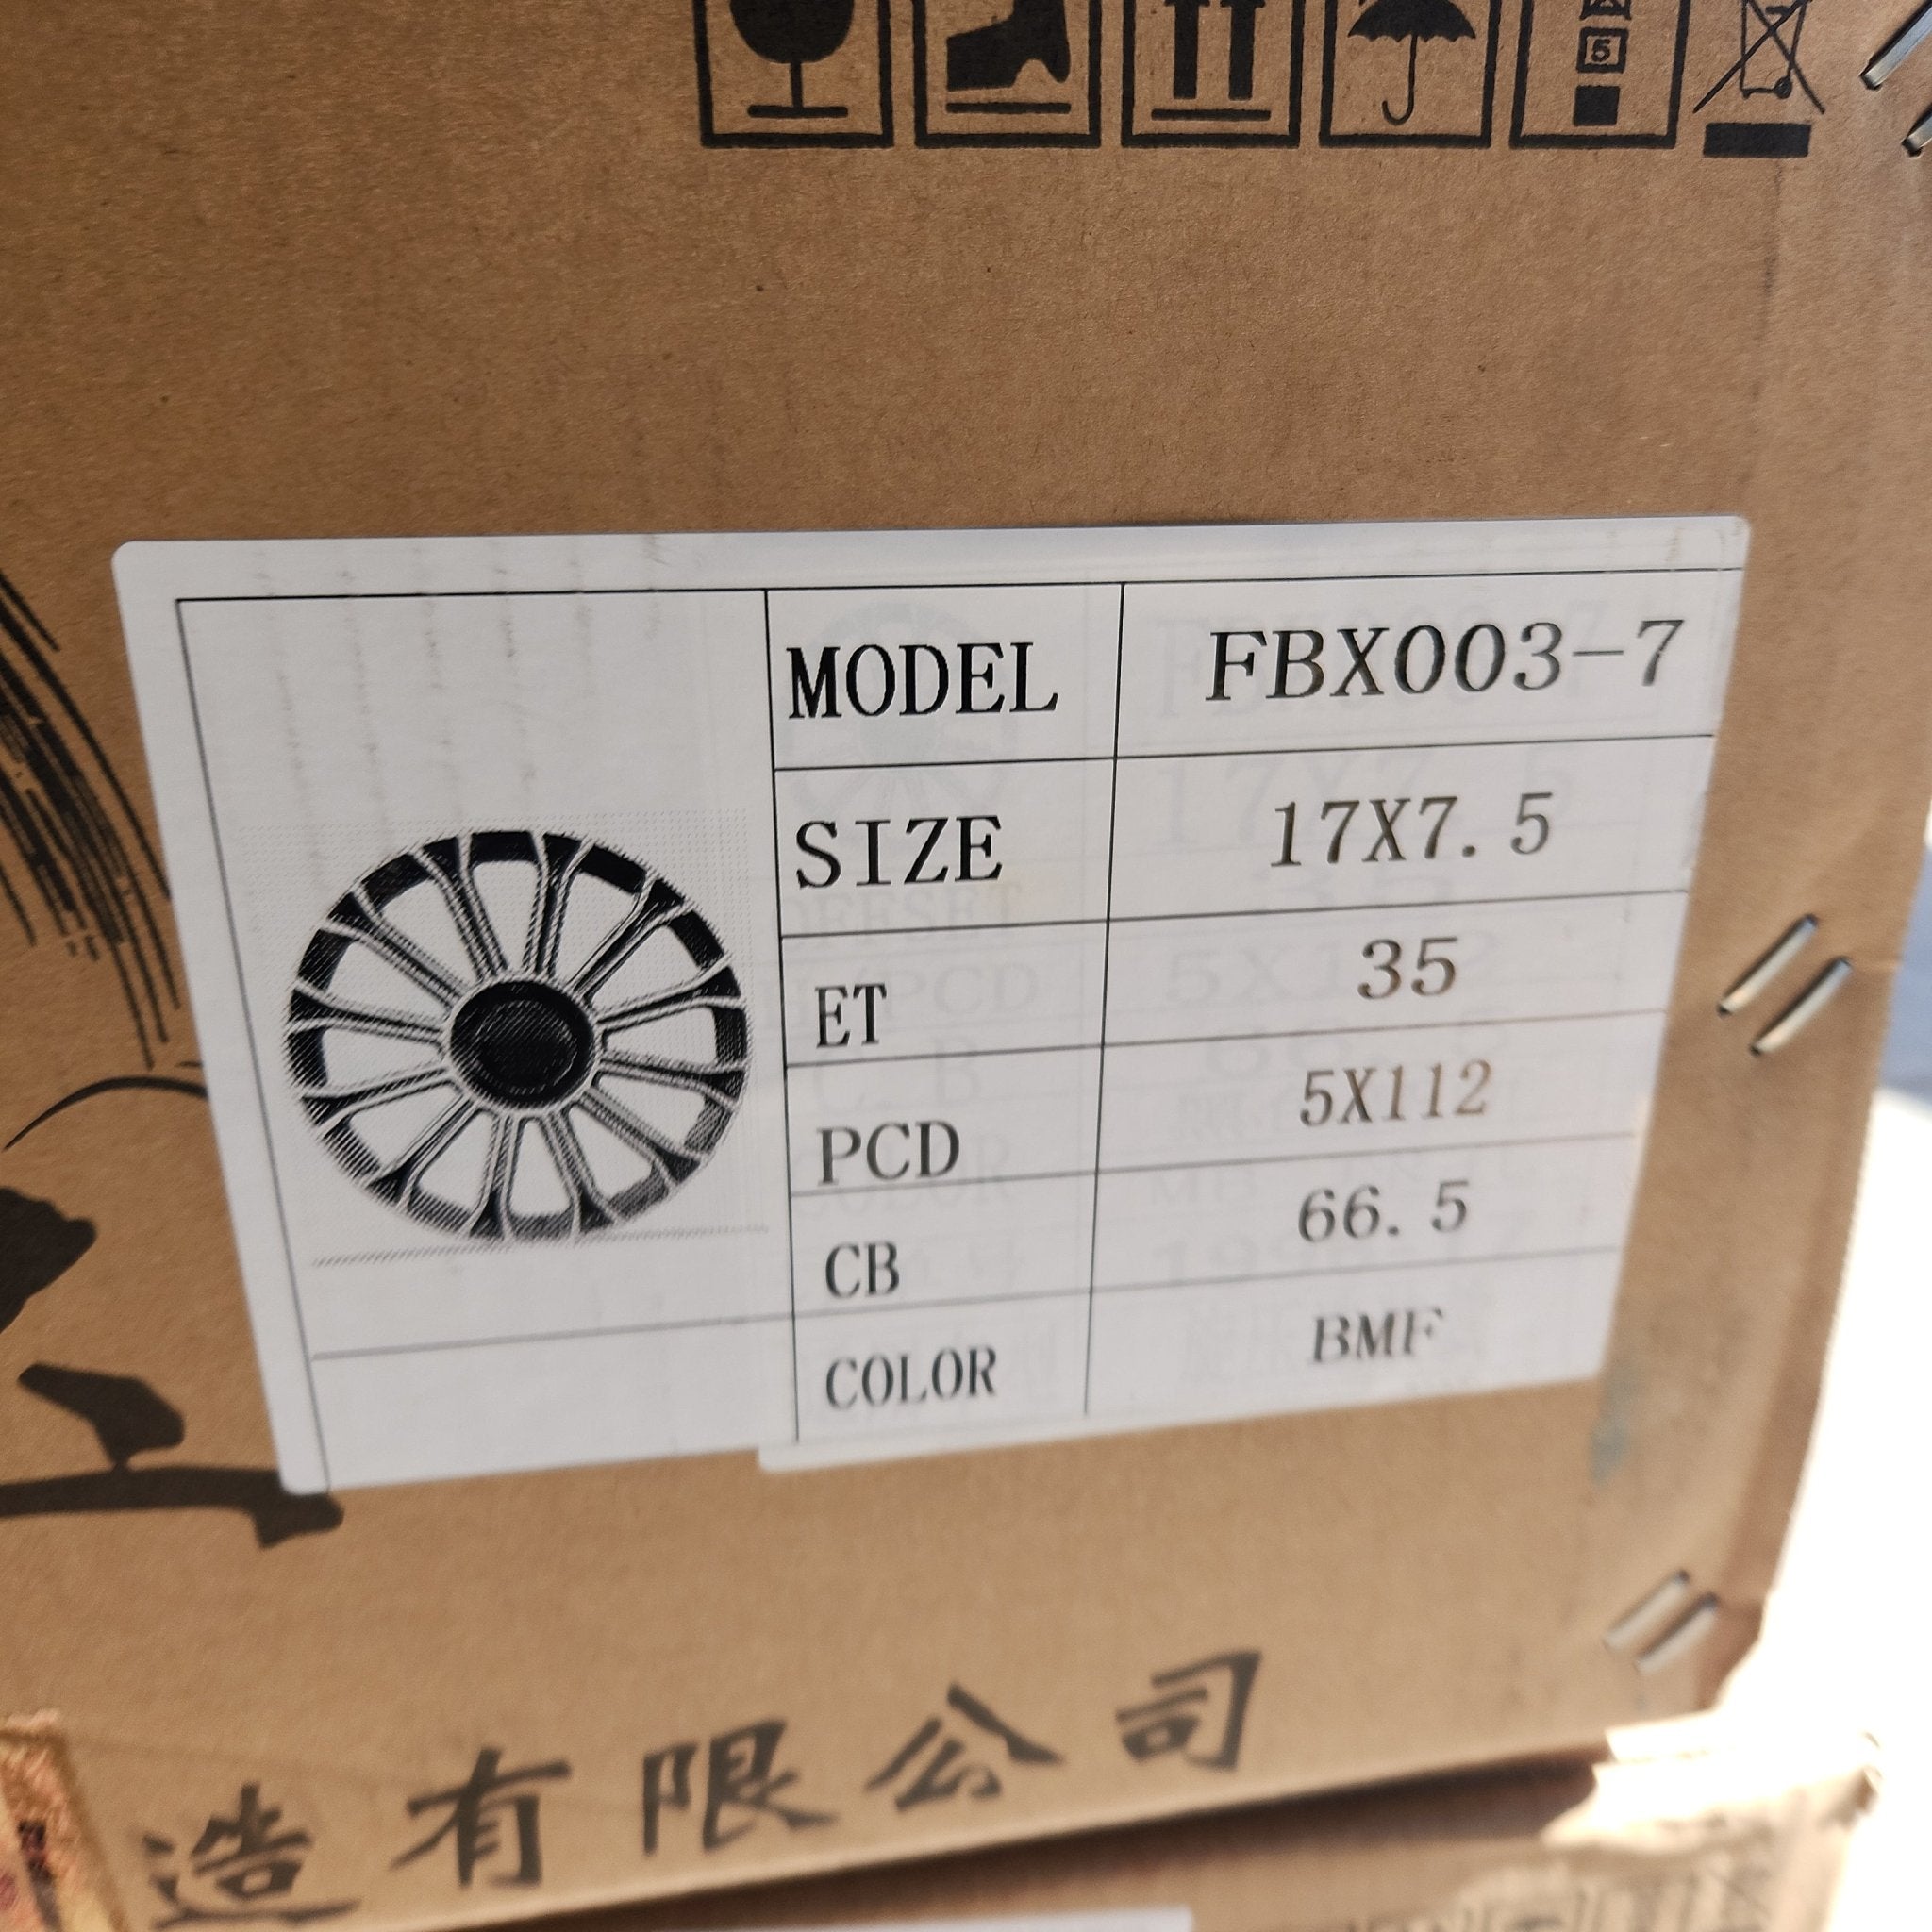 5
MODEL FBX003-7
SIZE 17X7.5
ET 35
PCD 5X112
CB 66.5
COLOR BMF
造有限公司